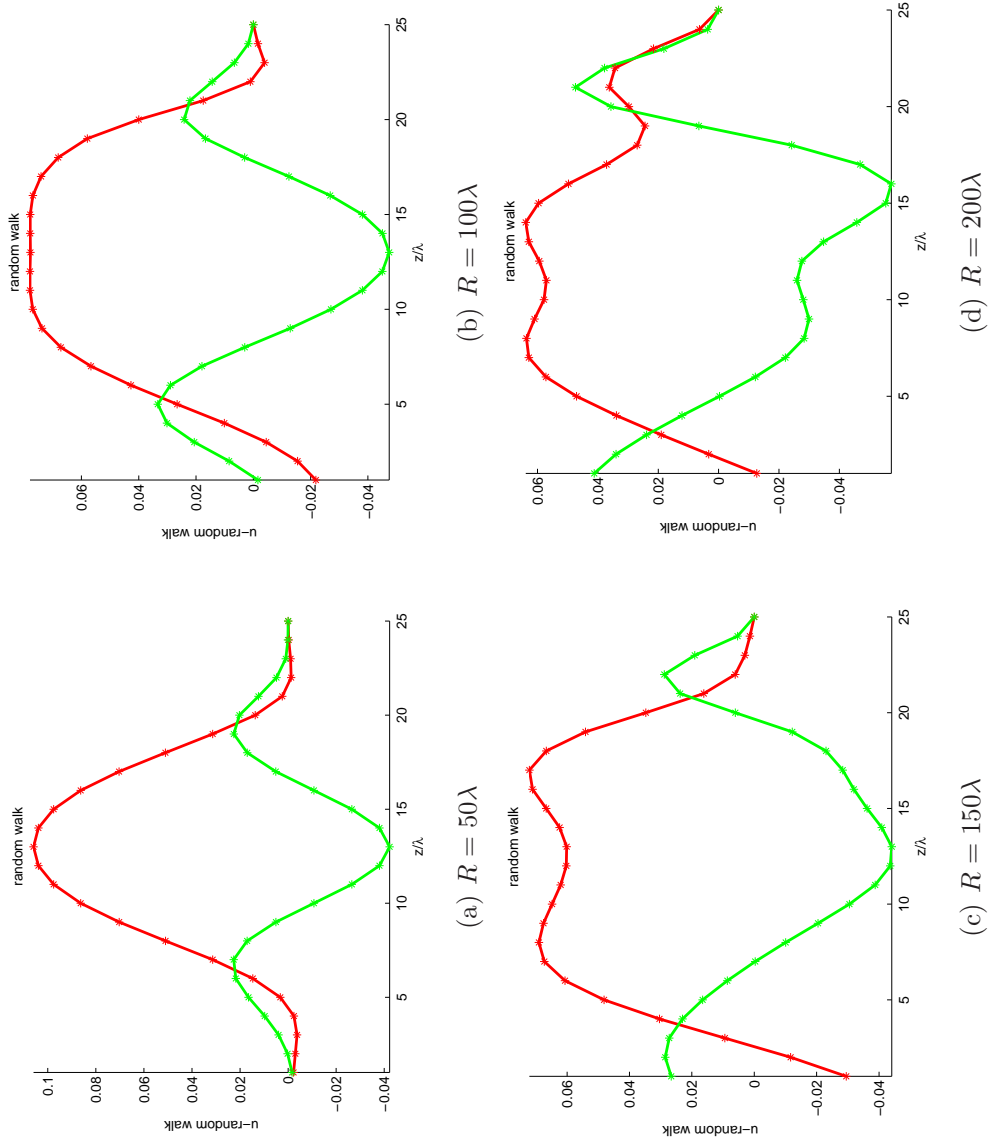 random walk
u−random walk
0.1
0.08
0.06
0.04
0.02
0
−0.02
−0.04
5
10
15
20
25
z/λ
(a) R = 50λ
random walk
u−random walk
0.06
0.04
0.02
0
−0.02
−0.04
5
10
15
20
25
z/λ
(b) R = 100λ
random walk
u−random walk
0.06
0.04
0.02
0
−0.02
−0.04
5
10
15
20
25
z/λ
(c) R = 150λ
random walk
u−random walk
0.06
0.04
0.02
0
−0.02
−0.04
5
10
15
20
25
z/λ
(d) R = 200λ